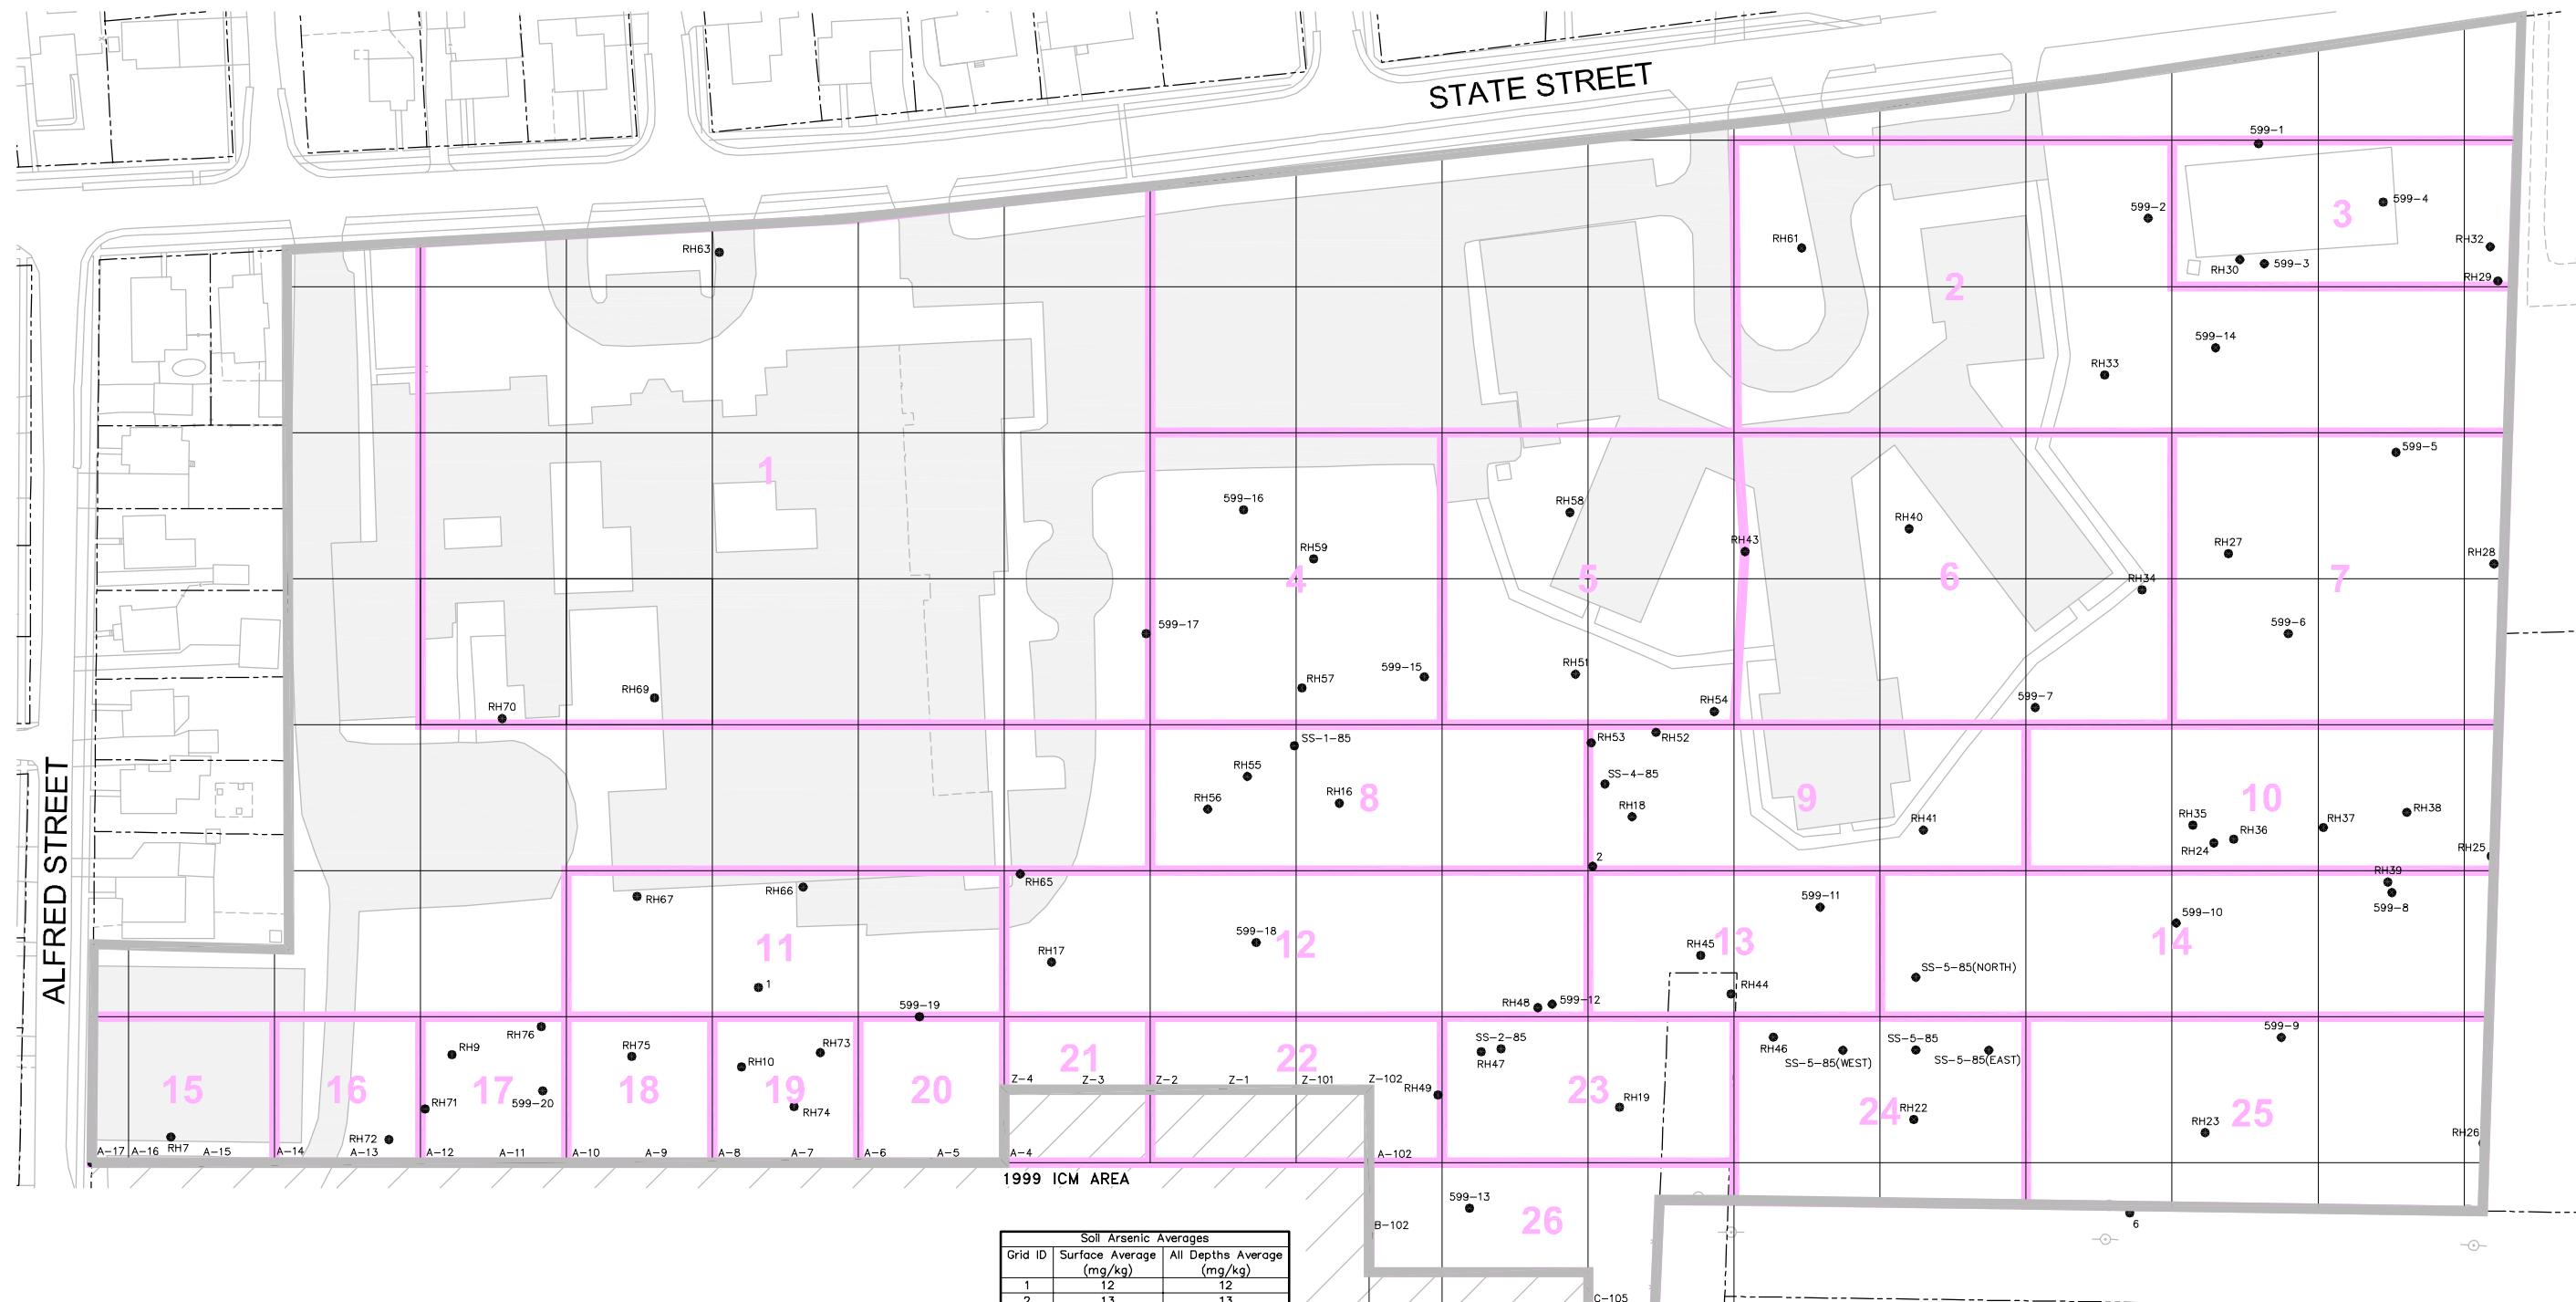 STATE STREET
599-1
599-2
3
599-4
RH63
RH61
RH32
RH30
599-3
RH29
2
599-14
RH33
1
599-5
599-16
RH58
RH40
RH43
RH59
RH27
RH28
4
5
6
7
RH34
599-17
599-6
RH51
599-15
RH57
RH69
RH70
RH54
599-7
SS-1-85
RH53
RH52
RH55
SS-4-85
RH56
RH16
8
RH18
9
10
RH41
RH35
RH36
RH24
RH37
RH38
RH25
2
ALFRED STREET
RH65
RH66
RH67
RH39
599-8
599-11
599-10
599-18
11
12
13
14
RH17
RH45
SS-5-85(NORTH)
1
RH44
RH48
599-12
599-19
RH76
RH9
RH75
RH73
RH10
SS-2-85
RH47
RH46
SS-5-85(WEST)
SS-5-85
SS-5-85(EAST)
599-9
21
22
15
16
17
18
19
20
23
24
25
Z-4
Z-3
Z-2
Z-1
Z-101
Z-102
RH49
RH71
599-20
RH74
RH19
RH22
RH7
RH72
RH23
RH26
A-17
A-16
A-15
A-14
A-13
A-12
A-11
A-10
A-9
A-8
A-7
A-6
A-5
A-4
A-102
1999 ICM AREA
599-13
26
B-102
6
Soil Arsenic Averages
Grid ID Surface Average (mg/kg) All Depths Average (mg/kg)
1 12 12
2 13 13
C-105